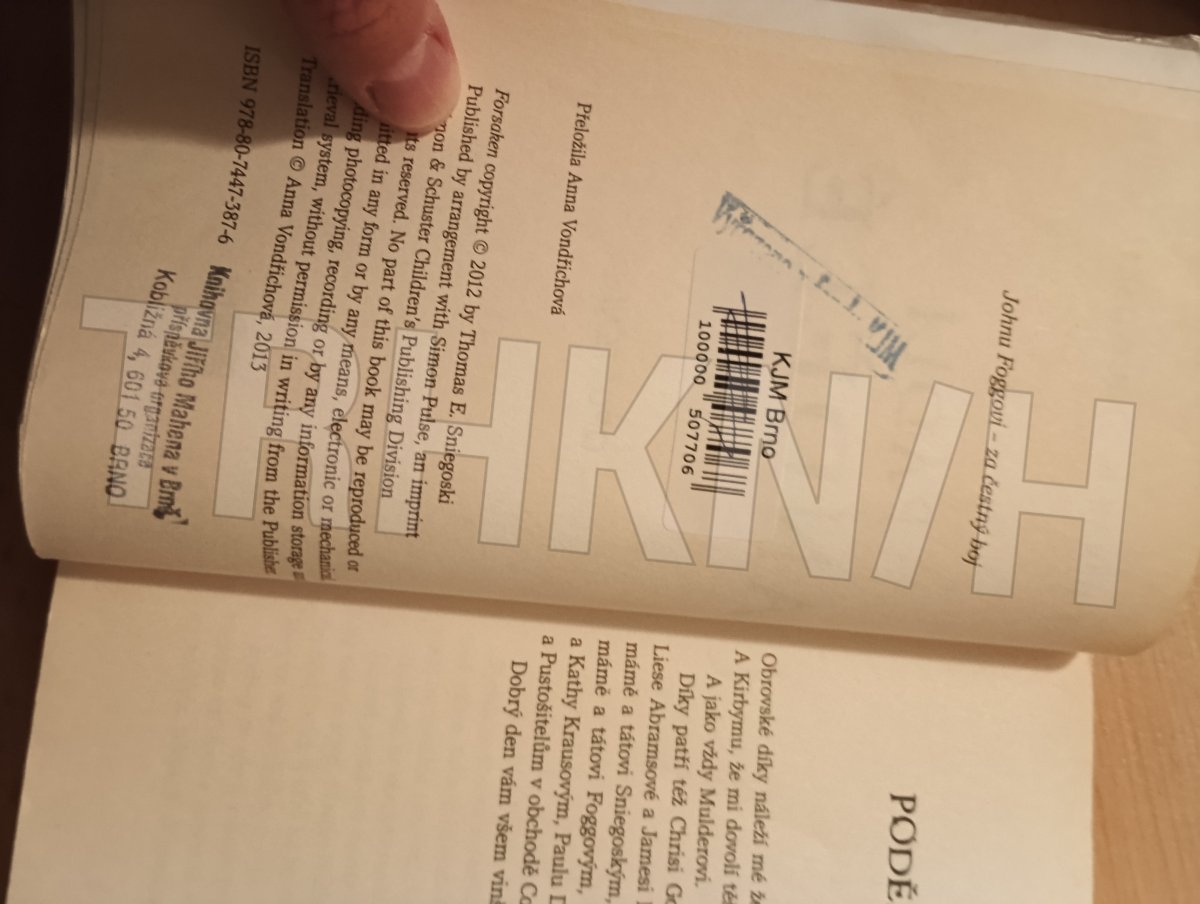 Johnu Foggovi – za čestný boj
KJM Brno
100000 507706
Přeložila Anna Vondřichová
Forsaken copyright © 2012 by Thomas E. Sniegoski
Published by arrangement with Simon Pulse, an imprint
& Schuster Children's Publishing Division
reserved. No part of this book may be reproduced or
in any form or by any means, electronic or
photocopying, recording or by any information storage
system, without permission in writing from the
Translation © Anna Vondřichová, 2013
ISBN 978-80-7447-387-6
Knihovna Jiřího Mahena v Brně
příspěvková organizace
Kobližná 4, 601 50 BRNO
PODĚ
Obrovské díky náleží mé
A Kirbymu, že mi dovolí
A jako vždy Mulderovi.
Díky patří též Chrisi
Liese Abramsové a Jamesi
mámě a tátovi Sniegoským,
mámě a tátovi Foggovým,
a Kathy Krausovým, Paulu
a Pustošitelům v obchodě
Dobrý den vám všem